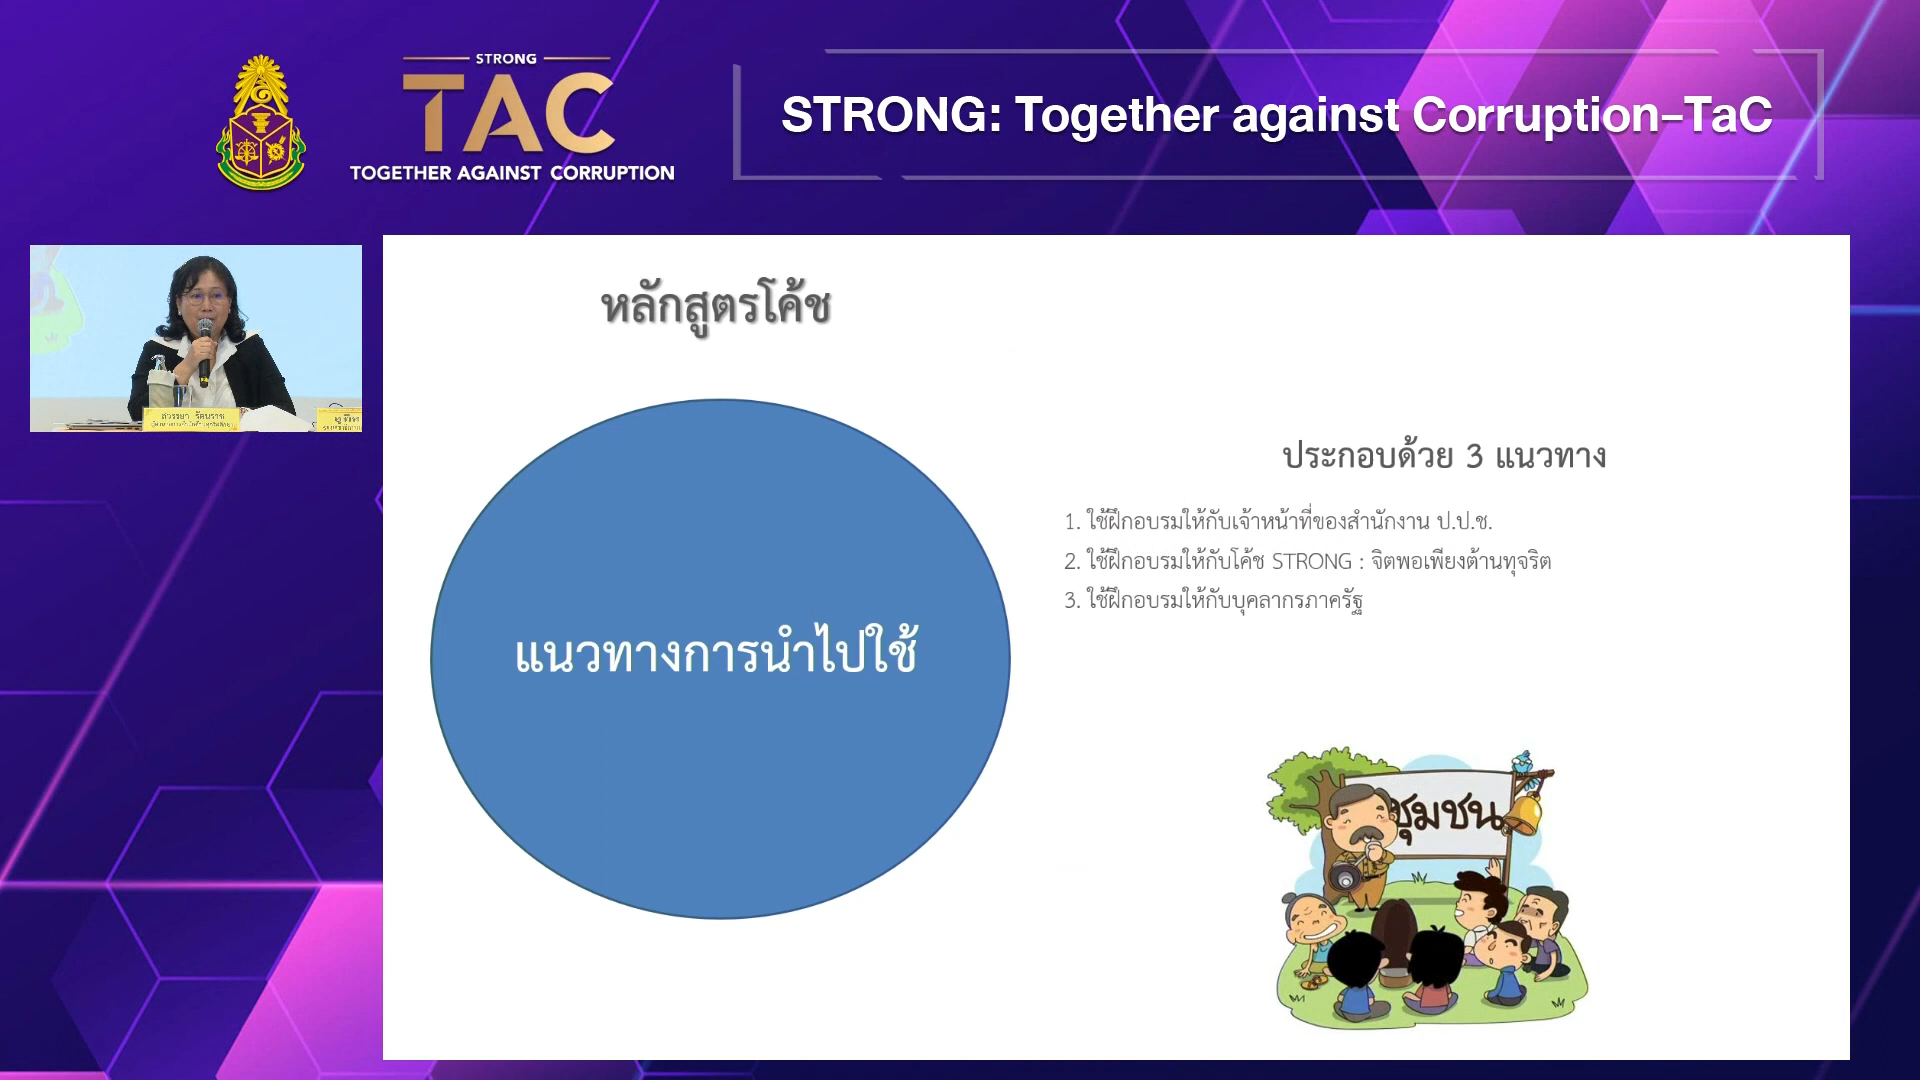 STRONG
TAC
TOGETHER AGAINST CORRUPTION
STRONG: Together against Corruption-TaC
หลักสูตรโค้ช
แนวทางการนำไปใช้
ประกอบด้วย 3 แนวทาง
1. ใช้ฝึกอบรมให้กับเจ้าหน้าที่ของสำนักงาน ป.ป.ช.
2. ใช้ฝึกอบรมให้กับโค้ช STRONG : จิตพอเพียงต้านทุจริต
3. ใช้ฝึกอบรมให้กับบุคลากรภาครัฐ
ชุมชน